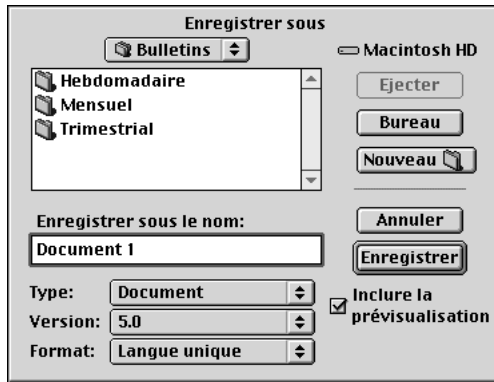 Enregistrer sous
Bulletins
Macintosh HD
Hebdomadaire
Mensuel
Trimestrial
Ejecter
Bureau
Nouveau
Enregistrer sous le nom:
Document 1
Annuler
Enregistrer
Type: Document
Version: 5.0
Format: Langue unique
Inclure la
prévisualisation